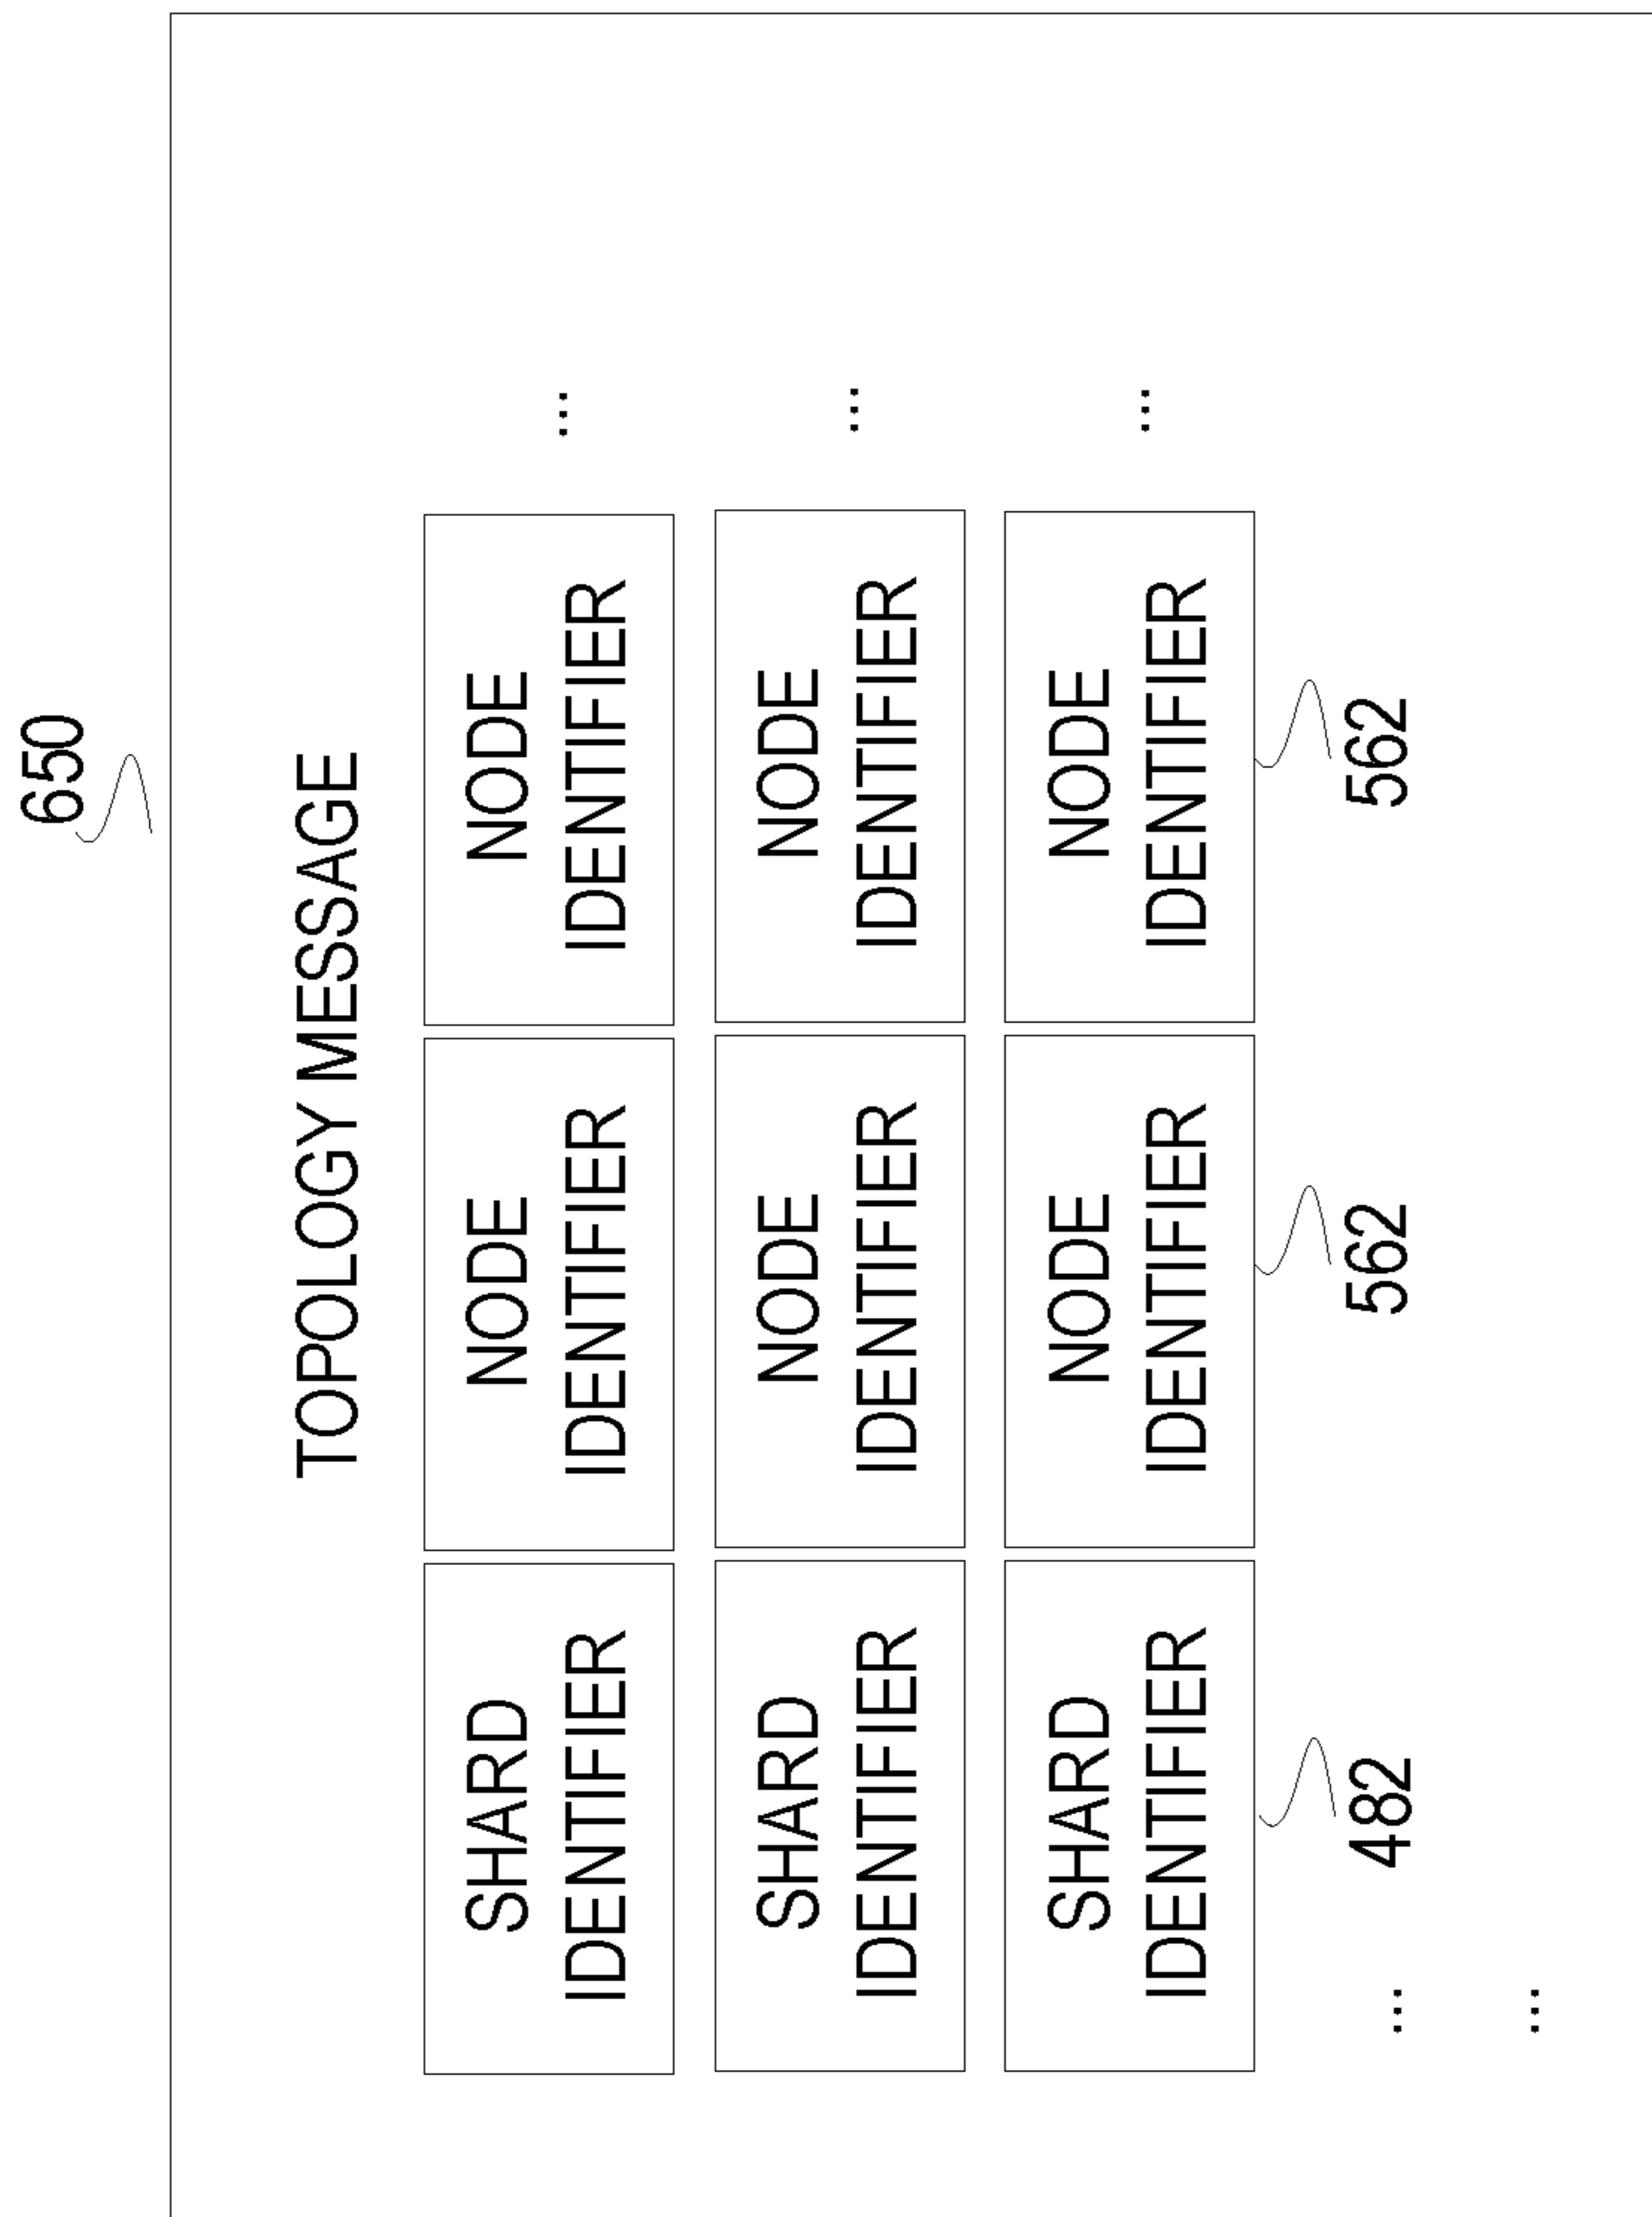 650
TOPOLOGY MESSAGE
SHARD
IDENTIFIER
NODE
IDENTIFIER
NODE
IDENTIFIER
...
SHARD
IDENTIFIER
NODE
IDENTIFIER
NODE
IDENTIFIER
...
SHARD
IDENTIFIER
NODE
IDENTIFIER
NODE
IDENTIFIER
...
...
482
562
562
...